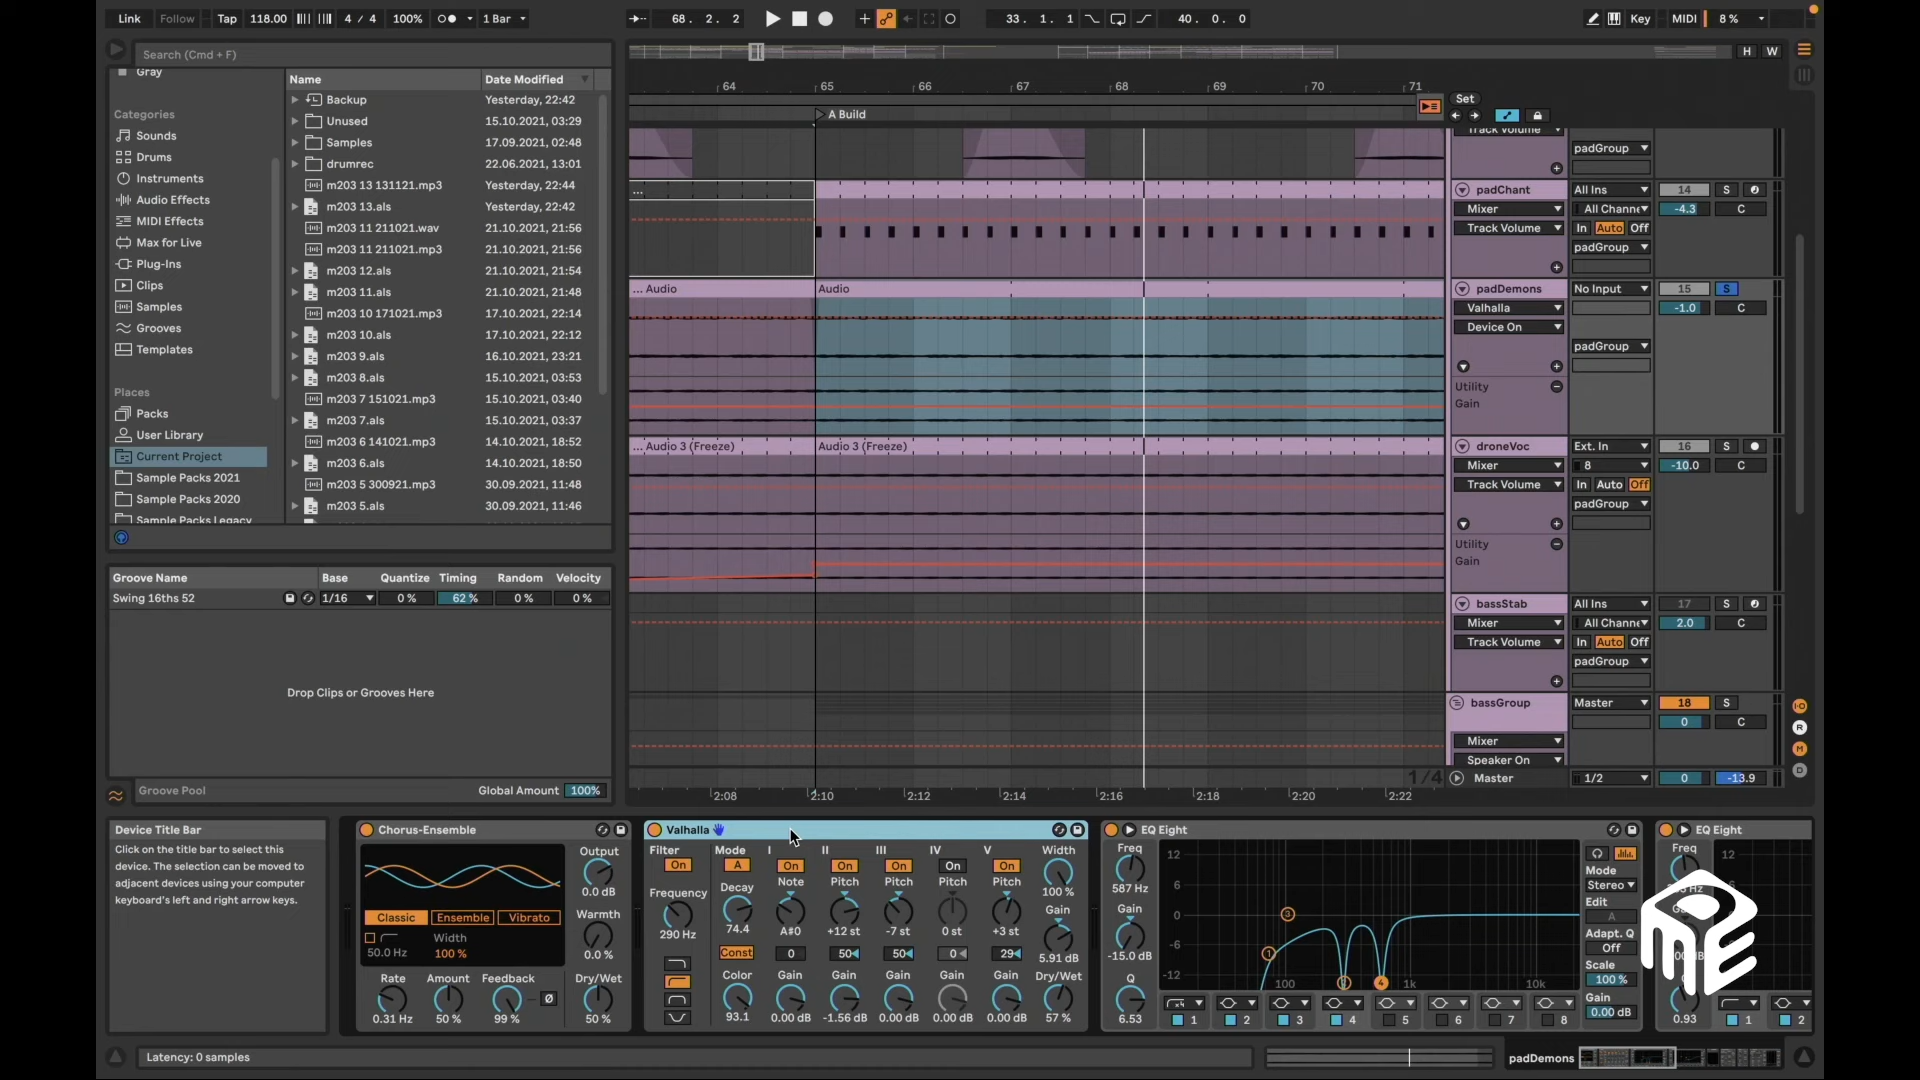 Link Follow Tap 118.00 4 / 4 100% 1 Bar 68. 2. 2 33. 1. 1 40. 0. 0 Key MIDI 8 %
Search (Cmd + F)
H W
Gray
Categories
Sounds
Drums
Instruments
Audio Effects
MIDI Effects
Max for Live
Plug-Ins
Clips
Samples
Grooves
Templates
Places
Packs
User Library
Current Project
Sample Packs 2021
Sample Packs 2020
Sample Packs Legacy
Name Date Modified
Backup Yesterday, 22:42
Unused 15.10.2021, 03:29
Samples 17.09.2021, 02:48
drumrec 22.06.2021, 13:01
m203 13 131121.mp3 Yesterday, 22:44
m203 13.als Yesterday, 22:42
m203 11 211021.wav 21.10.2021, 21:56
m203 11 211021.mp3 21.10.2021, 21:56
m203 12.als 21.10.2021, 21:54
m203 11.als 21.10.2021, 21:48
m203 10 171021.mp3 17.10.2021, 22:14
m203 10.als 17.10.2021, 22:12
m203 9.als 16.10.2021, 23:21
m203 8.als 15.10.2021, 03:53
m203 7 151021.mp3 15.10.2021, 03:40
m203 7.als 15.10.2021, 03:37
m203 6 141021.mp3 14.10.2021, 18:52
m203 6.als 14.10.2021, 18:50
m203 5 300921.mp3 30.09.2021, 11:48
m203 5.als 30.09.2021, 11:46
Groove Name Base Quantize Timing Random Velocity
Swing 16ths 52 1/16 0 % 62 % 0 % 0 %
Drop Clips or Grooves Here
Groove Pool Global Amount 100%
64 65 66 67 68 69 70 71
A Build
Set
Track Volume padGroup
...
padChant All Ins 14 S
Mixer All Channe -4.3 C
Track Volume In Auto Off
padGroup
... Audio Audio
padDemons No Input 15 S
Valhalla -1.0 C
Device On
padGroup
Utility
Gain
... Audio 3 (Freeze) Audio 3 (Freeze)
droneVoc Ext. In 16 S
Mixer 8 -10.0 C
Track Volume In Auto Off
padGroup
Utility
Gain
bassStab All Ins 17 S
Mixer All Channe 2.0 C
Track Volume In Auto Off
padGroup
bassGroup Master 18 S
0 C
Mixer
Speaker On
1/4 Master 1/2 0 -13.9
I·O
R
M
D
2:08 2:10 2:12 2:14 2:16 2:18 2:20 2:22
Device Title Bar
Click on the title bar to select this
device. The selection can be moved to
adjacent devices using your computer
keyboard's left and right arrow keys.
Chorus-Ensemble
Output
0.0 dB
Classic Ensemble Vibrato
Warmth
0.0 %
50.0 Hz
Width
100 %
Rate Amount Feedback Dry/Wet
0.31 Hz 50 % 99 % Ø 50 %
Valhalla
Filter Mode I II III IV V Width
On A On On On On On 100 %
Frequency Decay Note Pitch Pitch Pitch Pitch Gain
290 Hz 74.4 A#0 +12 st -7 st 0 st +3 st
Const 0 50 50 0 29 5.91 dB
Color Gain Gain Gain Gain Gain Dry/Wet
93.1 0.00 dB -1.56 dB 0.00 dB 0.00 dB 0.00 dB 57 %
EQ Eight
Freq
587 Hz
Gain
-15.0 dB
Q
6.53
12
6
0
-6
-12
100 1k 10k
1 3 4
1 2 3 4 5 6 7 8
Mode
Stereo
Edit
A
Adapt. Q
Off
Scale
100 %
Gain
0.00 dB
EQ Eight
Freq
12
0.93
1 2
ME
Latency: 0 samples
padDemons